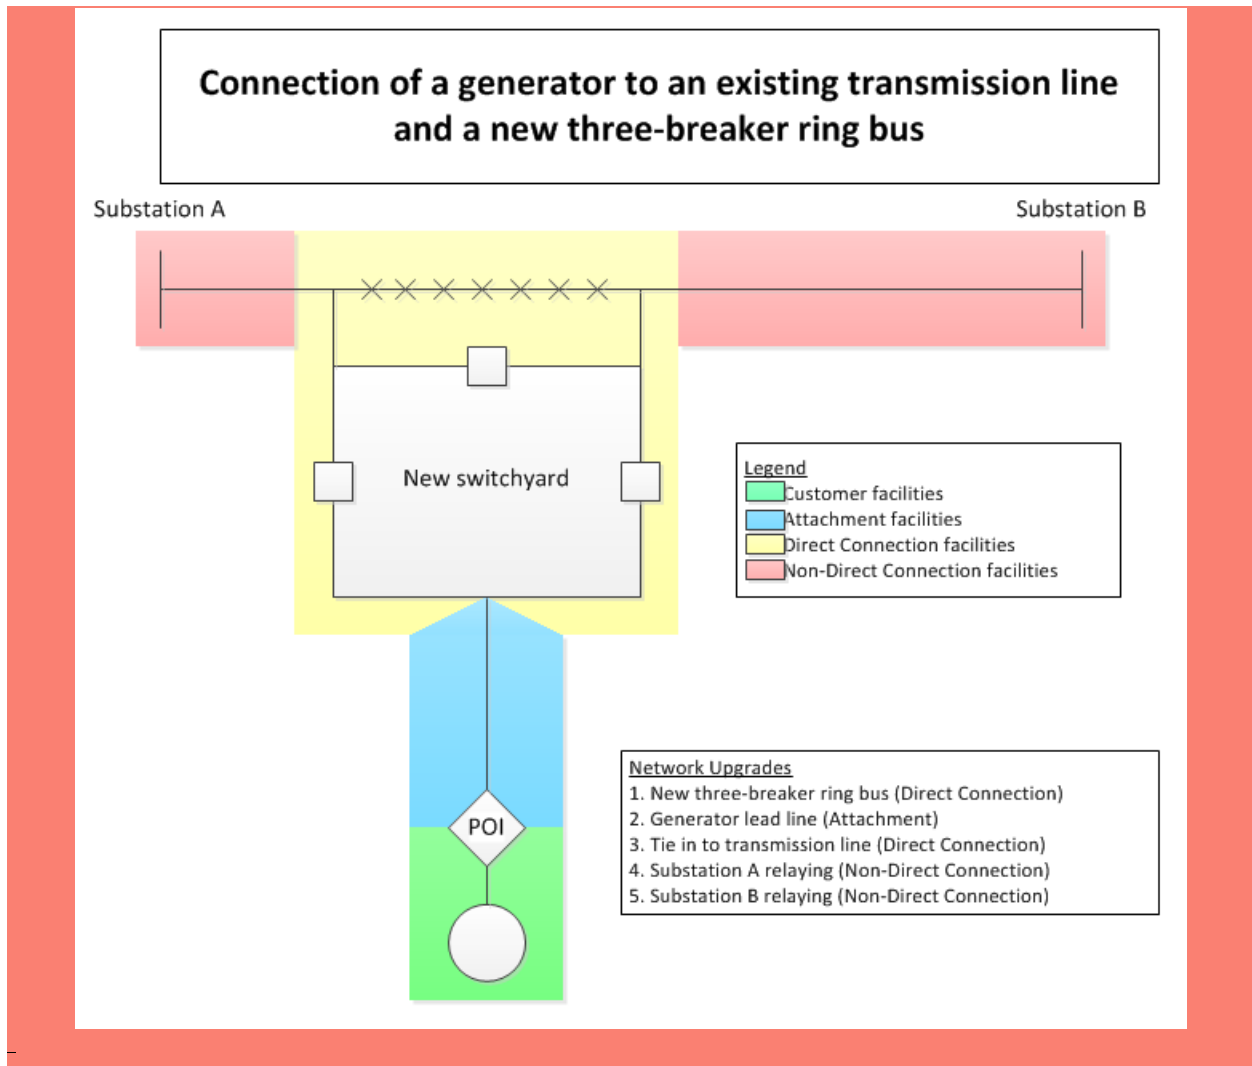 Connection of a generator to an existing transmission line
and a new three-breaker ring bus
Substation A
Substation B
New switchyard
Legend
Customer facilities
Attachment facilities
Direct Connection facilities
Non-Direct Connection facilities
POI
Network Upgrades
1. New three-breaker ring bus (Direct Connection)
2. Generator lead line (Attachment)
3. Tie in to transmission line (Direct Connection)
4. Substation A relaying (Non-Direct Connection)
5. Substation B relaying (Non-Direct Connection)